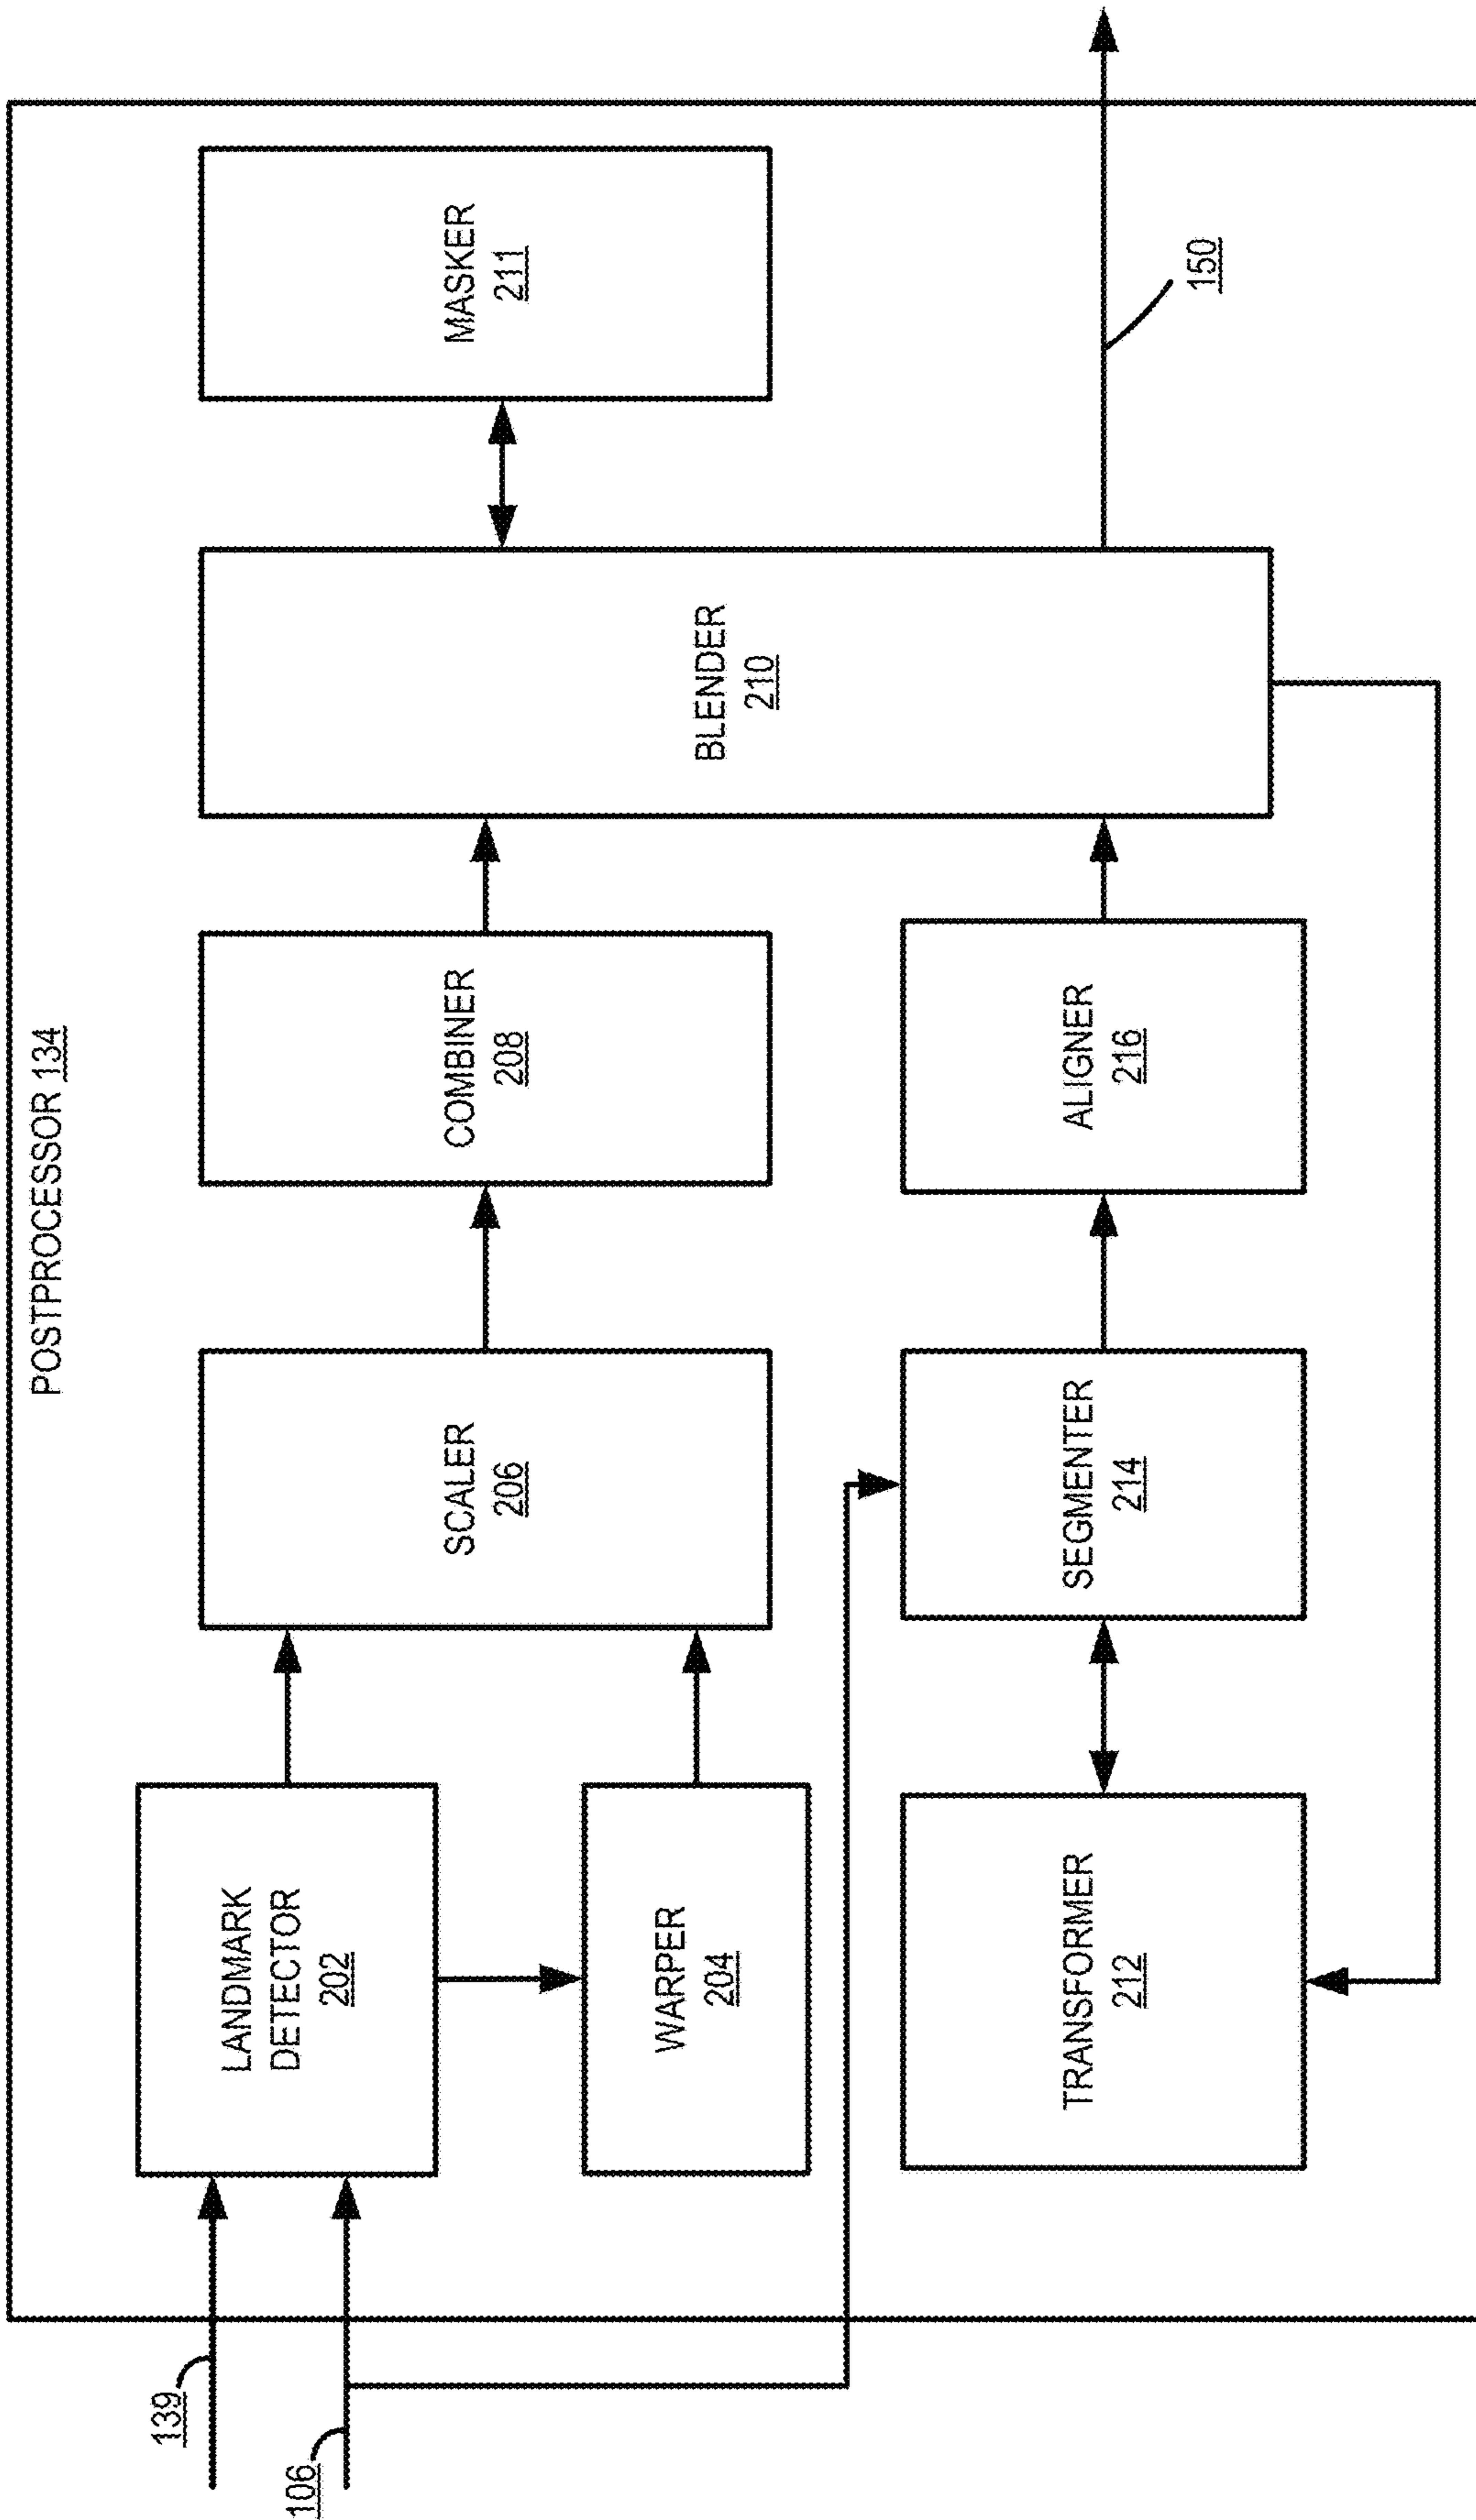 POSTPROCESSOR 134
139
106
LANDMARK
DETECTOR
202
WARPER
204
SCALER
206
COMBINER
208
BLENDER
210
MASKER
211
TRANSFORMER
212
SEGMENTER
214
ALIGNER
216
150